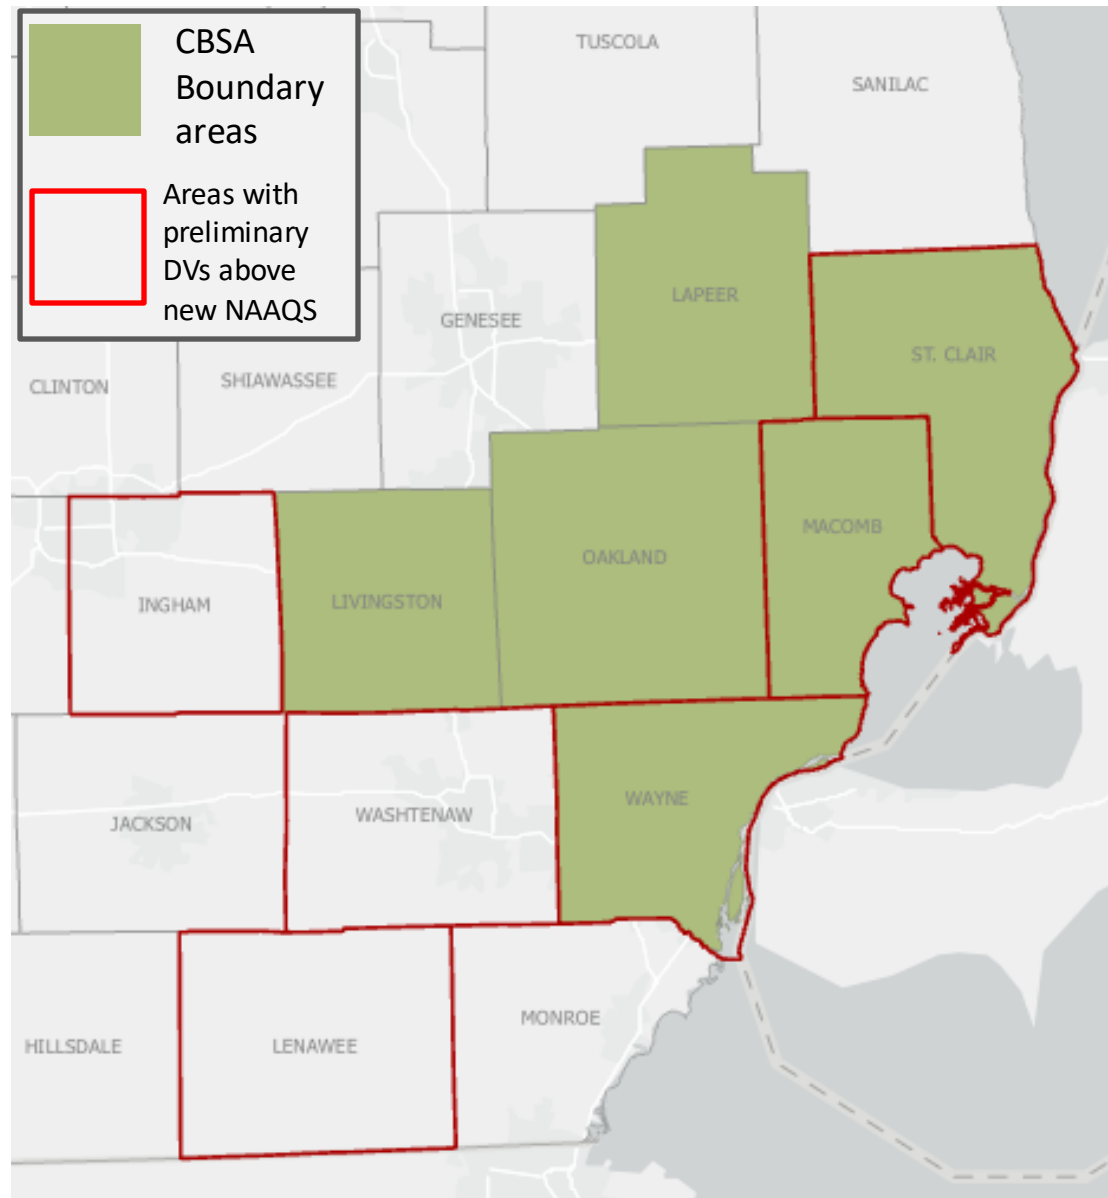 CBSA
Boundary
areas
Areas with
preliminary
DVs above
new NAAQS
TUSCOLA
SANILAC
LAPEER
GENESEE
ST. CLAIR
SHIAWASSEE
CLINTON
MACOMB
OAKLAND
LIVINGSTON
INGHAM
WAYNE
WASHTENAW
JACKSON
MONROE
LENAWEE
HILLSDALE